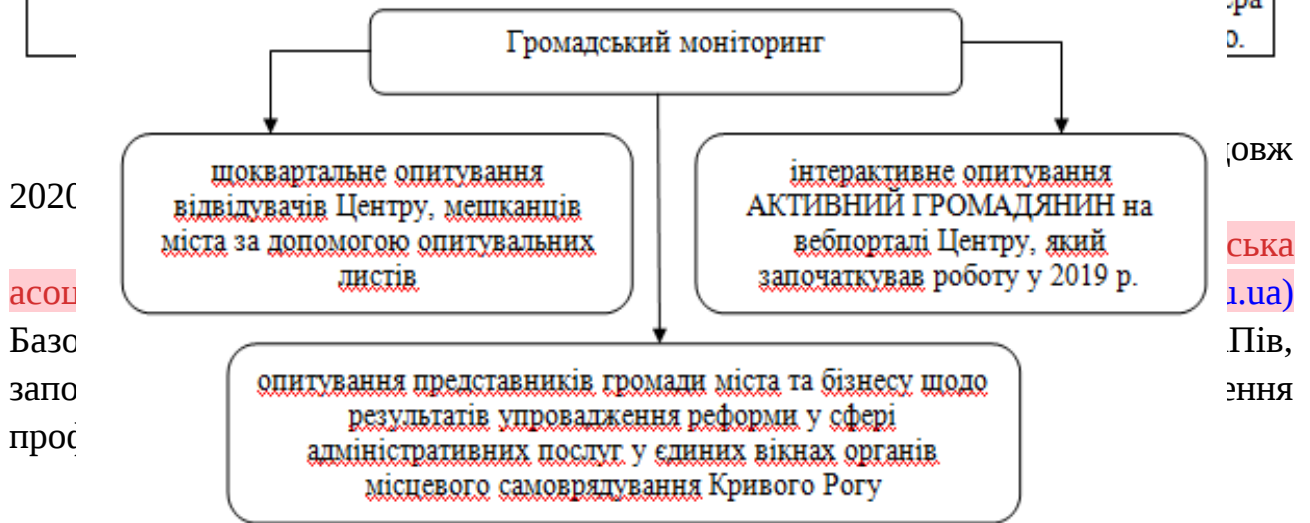 Громадський моніторинг
щоквартальне опитування
відвідувачів Центру, мешканців
міста за допомогою опитувальних
листів
інтерактивне опитування
АКТИВНИЙ ГРОМАДЯНИН на
вебпорталі Центру, який
започаткував роботу у 2019 р.
опитування представників громади міста та бізнесу щодо
результатів упровадження реформи у сфері
адміністративних послуг у єдиних вікнах органів
місцевого самоврядування Кривого Рогу